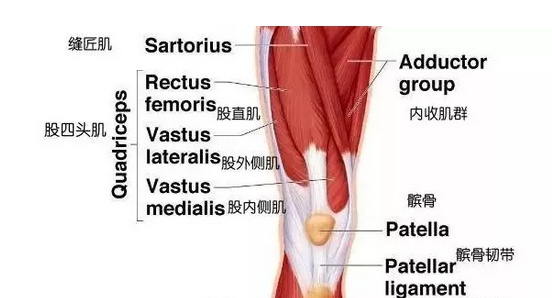 缝匠肌
Sartorius
股四头肌
Quadriceps
Rectus
femoris
股直肌
Vastus
lateralis
股外侧肌
Vastus
medialis
股内侧肌
Adductor
group
内收肌群
髌骨
Patella
髌骨韧带
Patellar
ligament